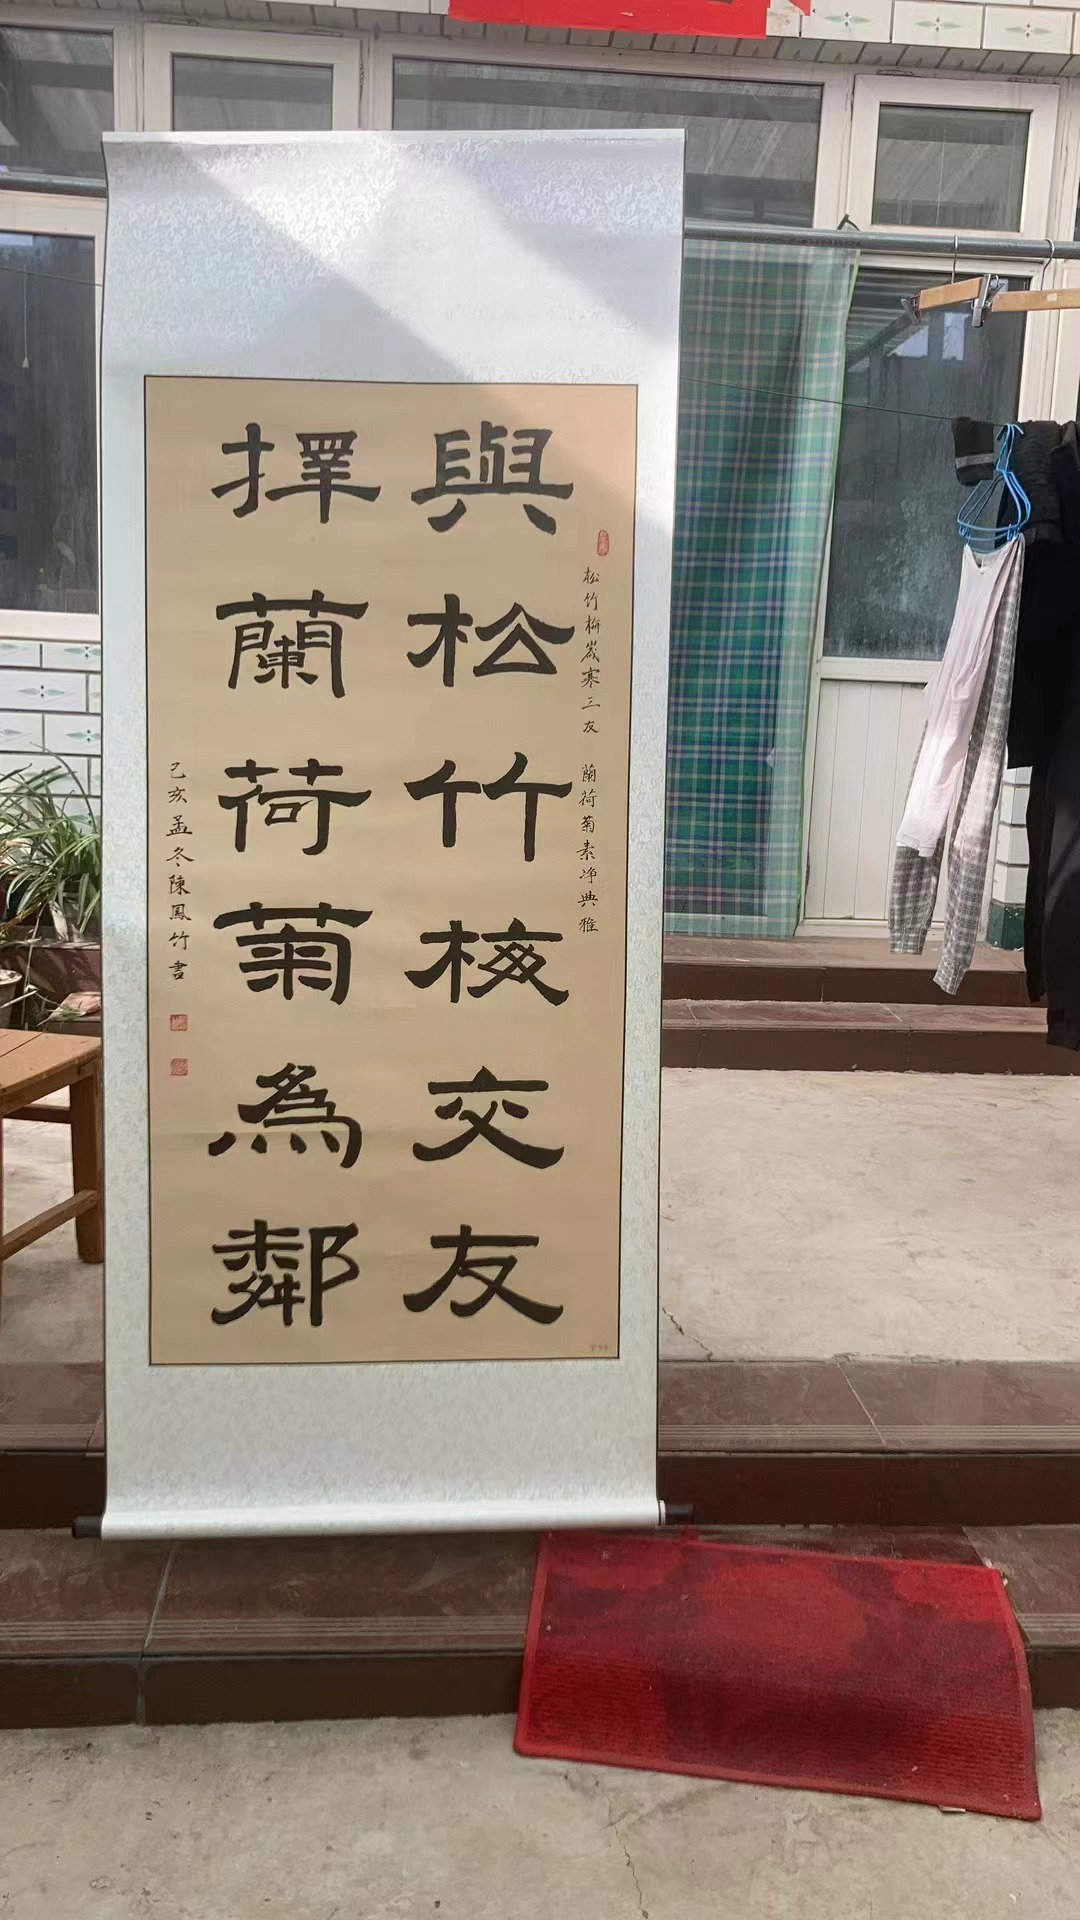 與松竹梅交友
擇蘭荷菊為鄰
松竹梅歲寒三友 蘭荷菊素净典雅
己亥孟冬陳鳳竹書